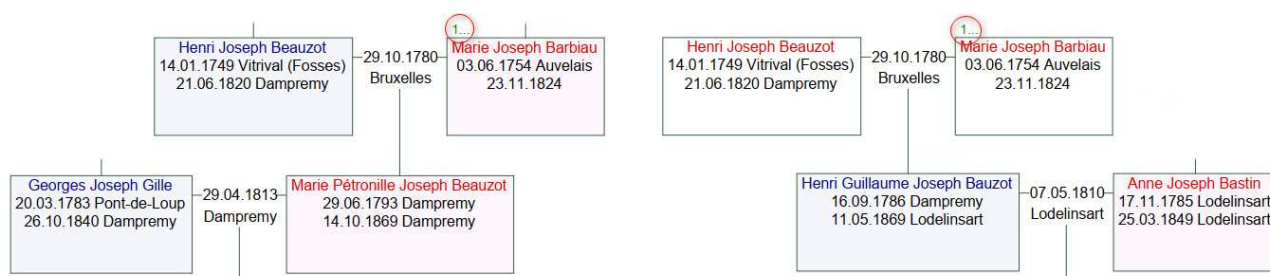 1...
Henri Joseph Beauzot
14.01.1749 Vitrival (Fosses)
21.06.1820 Dampremy
29.10.1780
Bruxelles
Marie Joseph Barbiau
03.06.1754 Auvelais
23.11.1824
Georges Joseph Gille
20.03.1783 Pont-de-Loup
26.10.1840 Dampremy
29.04.1813
Dampremy
Marie Pétronille Joseph Beauzot
29.06.1793 Dampremy
14.10.1869 Dampremy
1...
Henri Joseph Beauzot
14.01.1749 Vitrival (Fosses)
21.06.1820 Dampremy
29.10.1780
Bruxelles
Marie Joseph Barbiau
03.06.1754 Auvelais
23.11.1824
Henri Guillaume Joseph Bauzot
16.09.1786 Dampremy
11.05.1869 Lodelinsart
07.05.1810
Lodelinsart
Anne Joseph Bastin
17.11.1785 Lodelinsart
25.03.1849 Lodelinsart